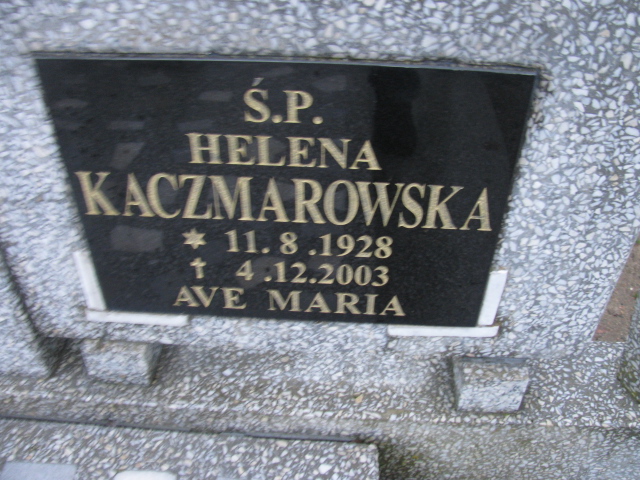 Ś.P.
HELENA
KACZMAROWSKA
* 11.8.1928
† 4.12.2003
AVE MARIA